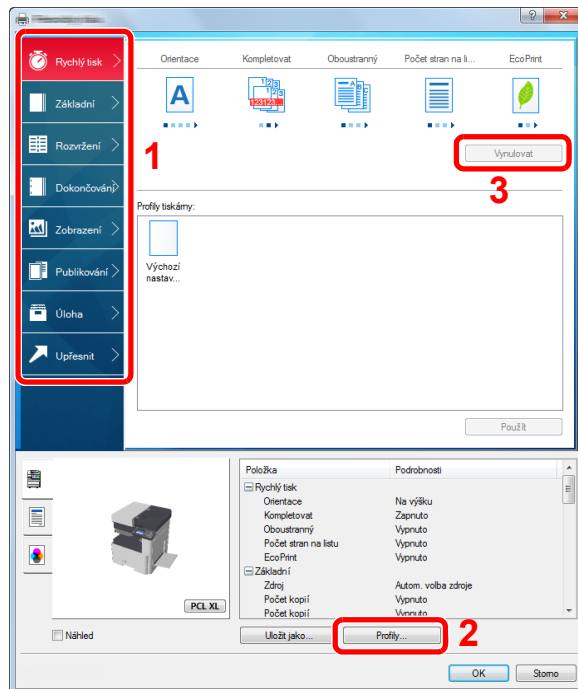 Rychlý tisk
Základní
Rozvržení
Dokončování
Zobrazení
Publikování
Úloha
Upřesnit
1
Orientace Kompletovat Oboustranný Počet stran na li... EcoPrint
A
123
123123
A B C
Vynulovat
3
Profily tiskárny:
Výchozí
nastav...
Použít
Položka Podrobnosti
Rychlý tisk
Orientace Na výšku
Kompletovat Zapnuto
Oboustranný Vypnuto
Počet stran na listu Vypnuto
EcoPrint Vypnuto
Základní
Zdroj Autom. volba zdroje
Počet kopií Vypnuto
Počet kopií Vypnuto
PCL XL
Náhled
Uložit jako...
Profily...
2
OK
Storno